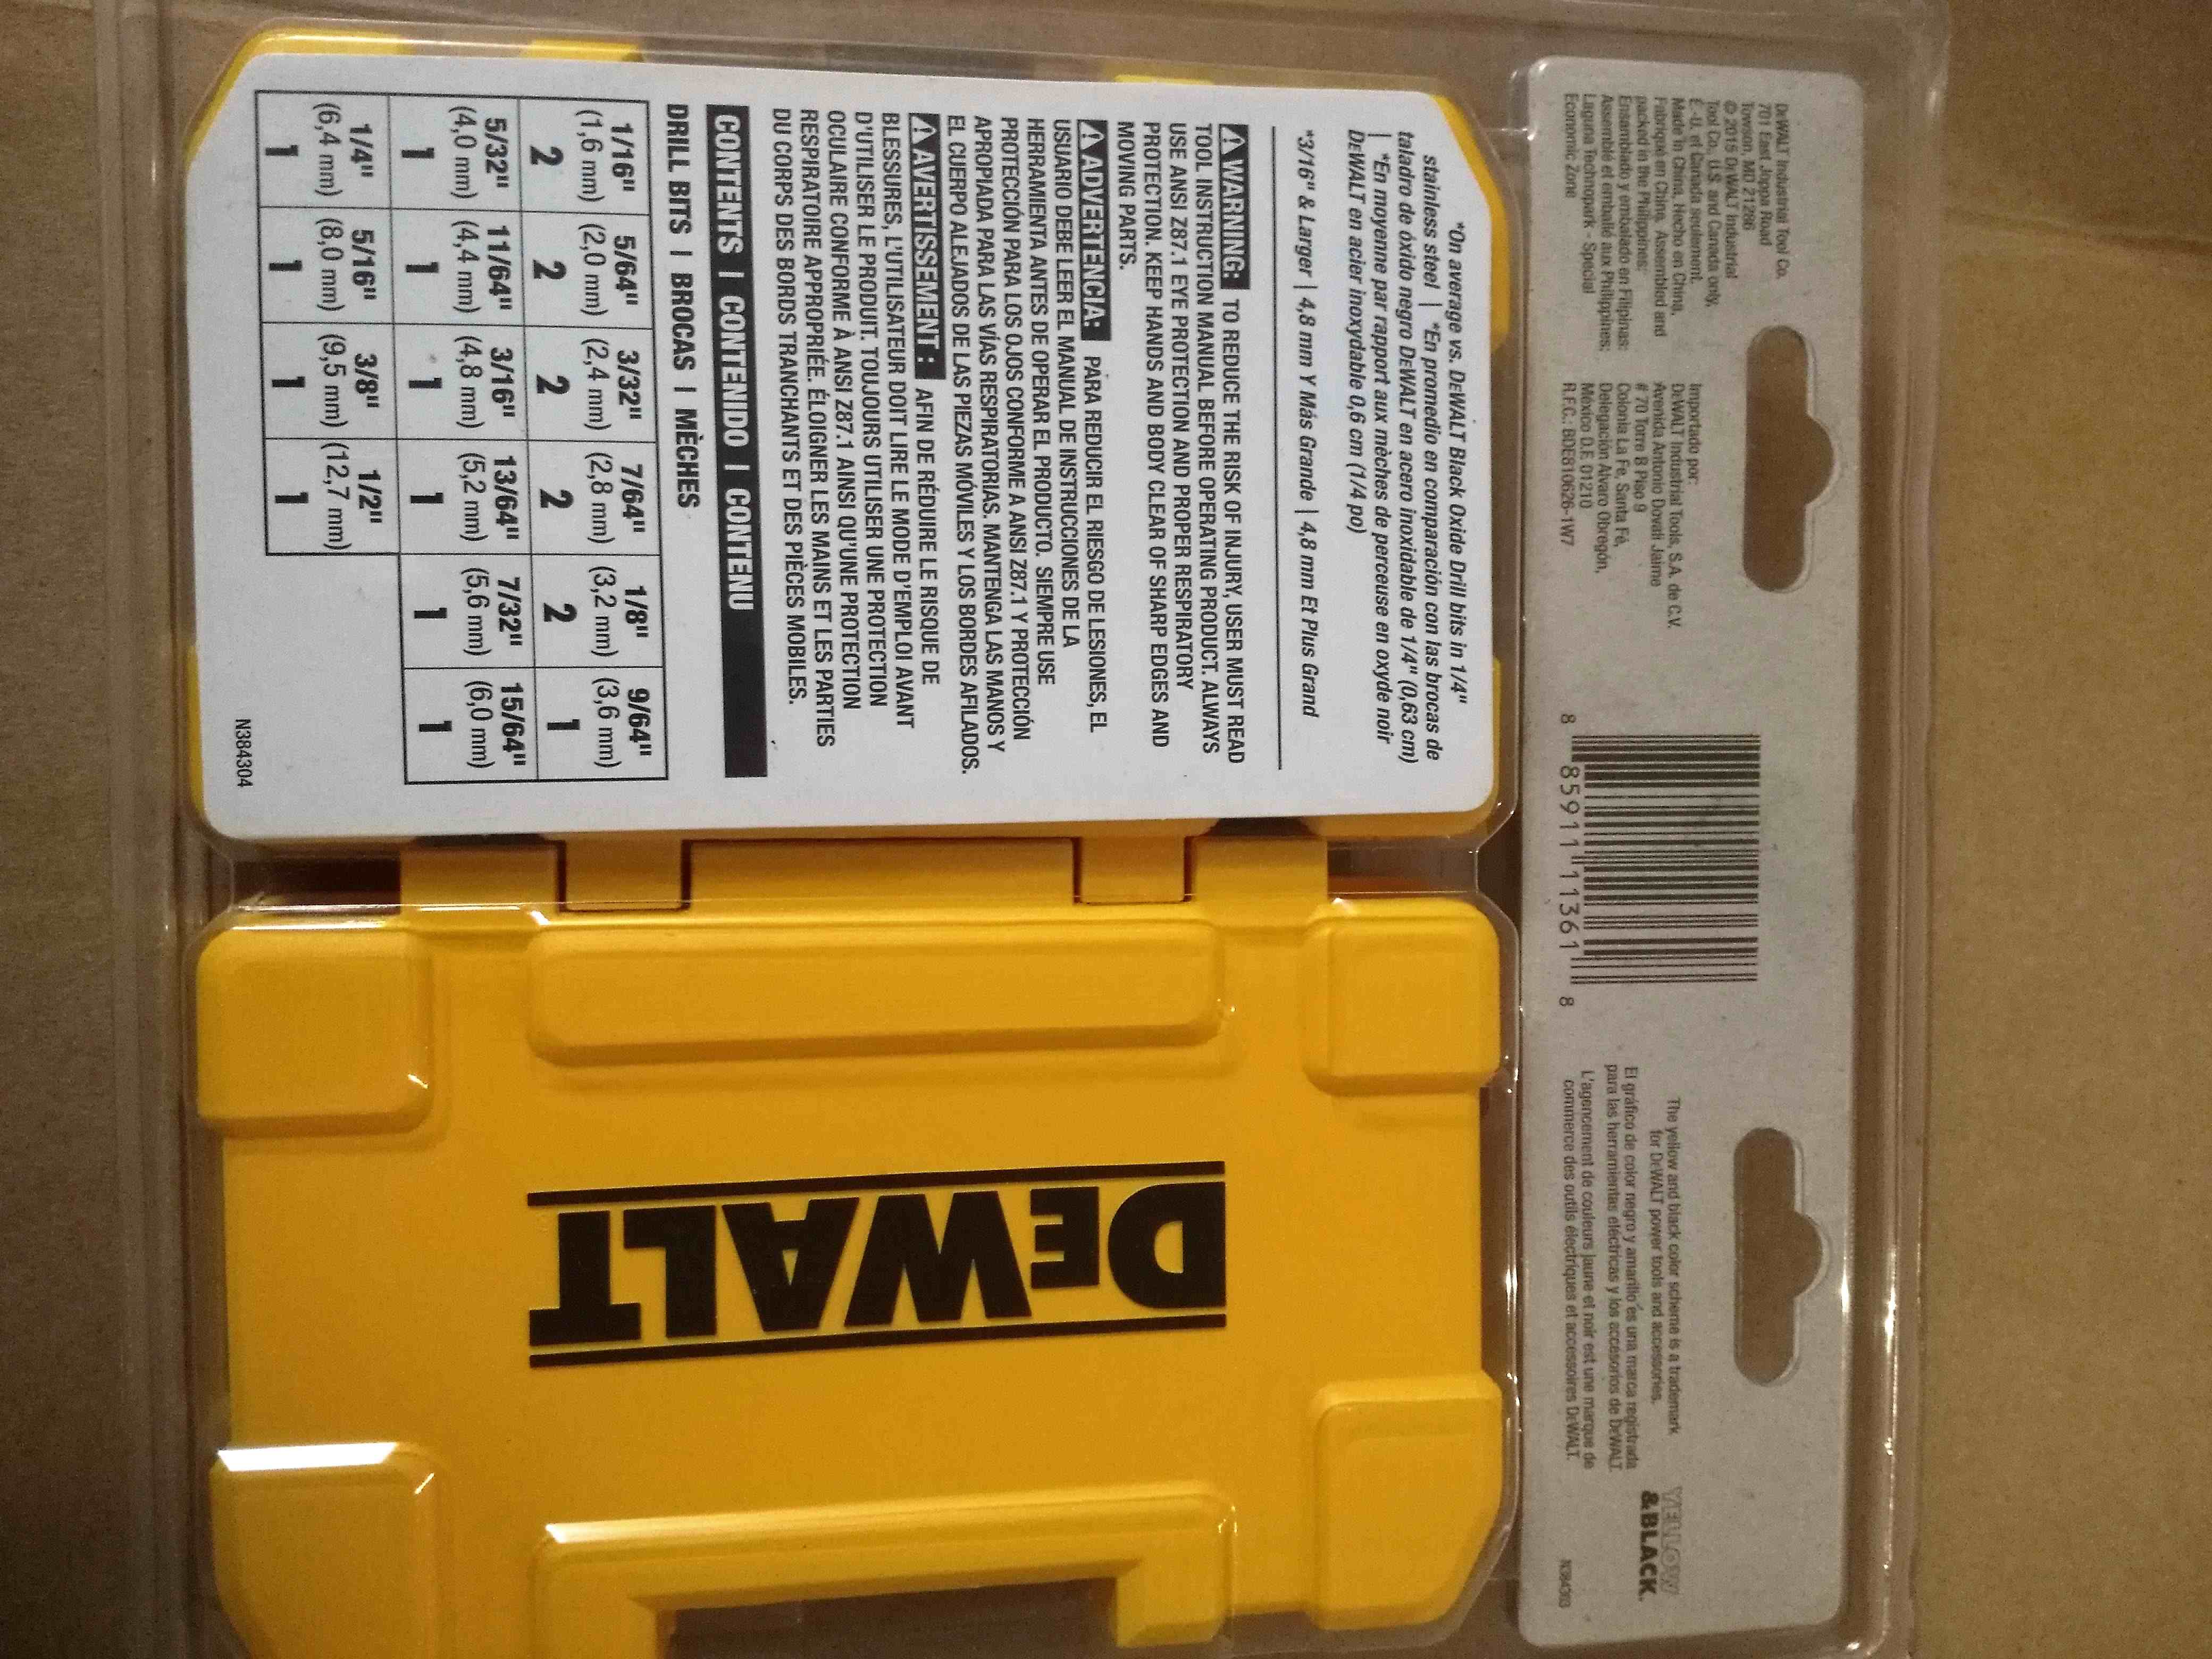 DEWALT Industrial Tool Co.
701 East Joppa Road
Towson, MD 21286
© 2015 DEWALT Industrial
Tool Co., U.S. and Canada only,
É.-U. et Canada seulement.
Made in China, Hecho en China,
Fabriqué en Chine, Assembled and
packed in the Philippines:
Ensamblado y embalado en Filipinas:
Assemblé et emballé aux Philippines:
Laguna Technopark - Special
Economic Zone
Importado por:
DEWALT Industrial Tools, S.A. de C.V.
Avenida Antonio Dovali Jaime
# 70 Torre B Piso 9
Colonia La Fe, Santa Fé,
Delegación Alvaro Obregón,
México D.F. 01210
R.F.C.: BDE810626-1W7
8 85911 11361 8
The yellow and black color scheme is a trademark
for DEWALT power tools and accessories.
El gráfico de color negro y amarillo es una marca registrada
para las herramientas eléctricas y los accesorios de DEWALT.
L'agencement de couleurs jaune et noir est une marque de
commerce des outils électriques et accessoires DEWALT.
YELLOW
&BLACK.
*On average vs. DEWALT Black Oxide Drill bits in 1/4"
stainless steel | *En promedio en comparación con las brocas de
taladro de óxido negro DEWALT en acero inoxidable de 1/4" (0,63 cm)
| *En moyenne par rapport aux mèches de perceuse en oxyde noir
DEWALT en acier inoxydable 0,6 cm (1/4 po)
*3/16" & Larger | 4,8 mm Y Más Grande | 4,8 mm Et Plus Grand
⚠ WARNING: TO REDUCE THE RISK OF INJURY, USER MUST READ
TOOL INSTRUCTION MANUAL BEFORE OPERATING PRODUCT. ALWAYS
USE ANSI Z87.1 EYE PROTECTION AND PROPER RESPIRATORY
PROTECTION. KEEP HANDS AND BODY CLEAR OF SHARP EDGES AND
MOVING PARTS.
⚠ ADVERTENCIA: PARA REDUCIR EL RIESGO DE LESIONES, EL
USUARIO DEBE LEER EL MANUAL DE INSTRUCCIONES DE LA
HERRAMIENTA ANTES DE OPERAR EL PRODUCTO. SIEMPRE USE
PROTECCIÓN PARA LOS OJOS CONFORME A ANSI Z87.1 Y PROTECCIÓN
APROPIADA PARA LAS VÍAS RESPIRATORIAS. MANTENGA LAS MANOS Y
EL CUERPO ALEJADOS DE LAS PIEZAS MÓVILES Y LOS BORDES AFILADOS.
⚠ AVERTISSEMENT : AFIN DE RÉDUIRE LE RISQUE DE
BLESSURES, L'UTILISATEUR DOIT LIRE LE MODE D'EMPLOI AVANT
D'UTILISER LE PRODUIT. TOUJOURS UTILISER UNE PROTECTION
OCULAIRE CONFORME À ANSI Z87.1 AINSI QU'UNE PROTECTION
RESPIRATOIRE APPROPRIÉE. ÉLOIGNER LES MAINS ET LES PARTIES
DU CORPS DES BORDS TRANCHANTS ET DES PIÈCES MOBILES.
CONTENTS | CONTENIDO | CONTENU
DRILL BITS | BROCAS | MÈCHES
1/16" 5/64" 3/32" 7/64" 1/8" 9/64"
(1,6 mm) (2,0 mm) (2,4 mm) (2,8 mm) (3,2 mm) (3,6 mm)
2 2 2 2 2 1
5/32" 11/64" 3/16" 13/64" 7/32" 15/64"
(4,0 mm) (4,4 mm) (4,8 mm) (5,2 mm) (5,6 mm) (6,0 mm)
1 1 1 1 1 1
1/4" 5/16" 3/8" 1/2"
(6,4 mm) (8,0 mm) (9,5 mm) (12,7 mm)
1 1 1 1
N384304
DEWALT